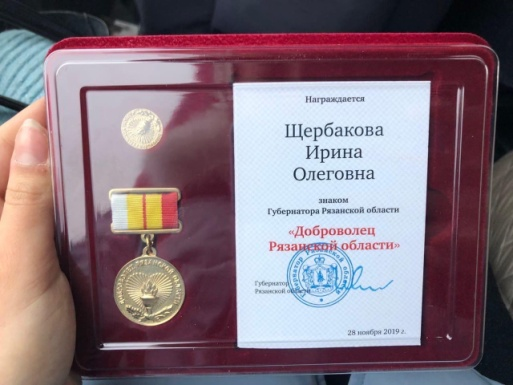 Награждается
Щербакова
Ирина
Олеговна
знаком
Губернатора Рязанской области
«Доброволец
Рязанской области»
Губернатор
Рязанской области
28 ноября 2019 г.